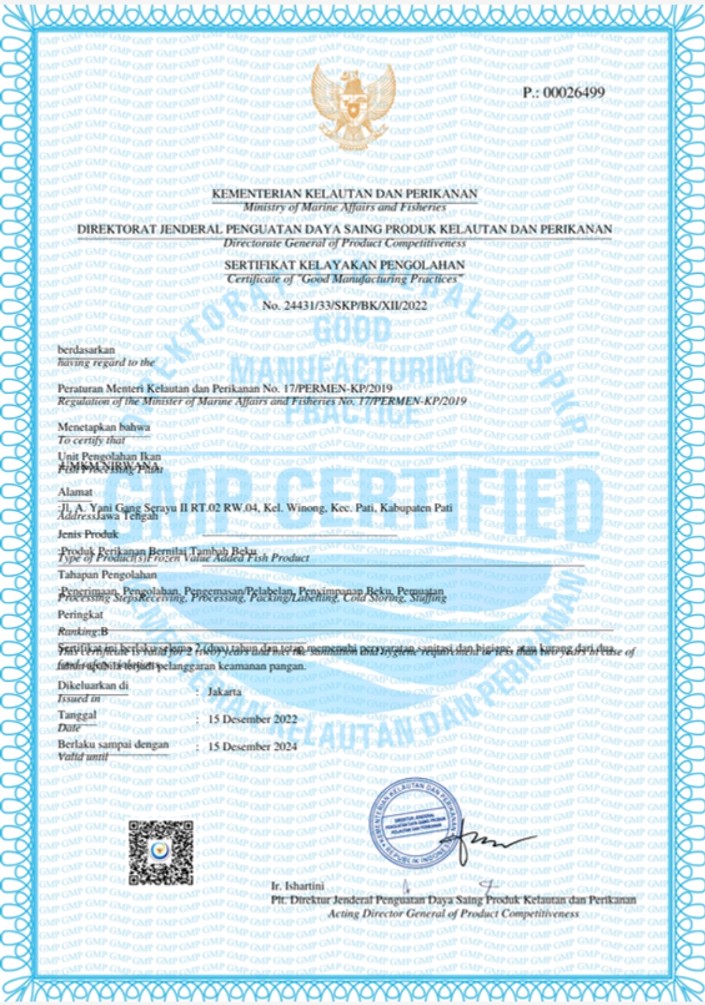 P.: 00026499
KEMENTERIAN KELAUTAN DAN PERIKANAN
Ministry of Marine Affairs and Fisheries
DIREKTORAT JENDERAL PENGUATAN DAYA SAING PRODUK KELAUTAN DAN PERIKANAN
Directorate General of Product Competitiveness
SERTIFIKAT KELAYAKAN PENGOLAHAN
Certificate of "Good Manufacturing Practices"
No. 24431/33/SKP/BK/XII/2022
GOOD
MANUFACTURING
PRACTICE
GMP CERTIFIED
berdasarkan
having regard to the
Peraturan Menteri Kelautan dan Perikanan No. 17/PERMEN-KP/2019
Regulation of the Minister of Marine Affairs and Fisheries No. 17/PERMEN-KP/2019
Menetapkan bahwa
To certify that
Unit Pengolahan Ikan
Fish Processing Plant
NIRWANA
Alamat
:Jl. A. Yani Gang Serayu II RT.02 RW.04, Kel. Winong, Kec. Pati, Kabupaten Pati
Address Jawa Tengah
Jenis Produk
:Produk Perikanan Bernilai Tambah Beku
Type of Product(s) Frozen Value Added Fish Product
Tahapan Pengolahan
:Penerimaan, Pengolahan, Pengemasan/Pelabelan, Penyimpanan Beku, Pemuatan
Processing Steps Receiving, Processing, Packing/Labelling, Cold Storing, Stuffing
Peringkat
Ranking:B
Sertifikat ini berlaku selama 2 (dua) tahun dan tetap memenuhi persyaratan sanitasi dan higiene, atau kurang dari dua
terjadi pelanggaran keamanan pangan.
Dikeluarkan di : Jakarta
Issued in
Tanggal : 15 Desember 2022
Date
Berlaku sampai dengan : 15 Desember 2024
Valid until
KEMENTERIAN KELAUTAN DAN PERIKANAN
REPUBLIK INDONESIA
Ir. Ishartini
Plt. Direktur Jenderal Penguatan Daya Saing Produk Kelautan dan Perikanan
Acting Director General of Product Competitiveness